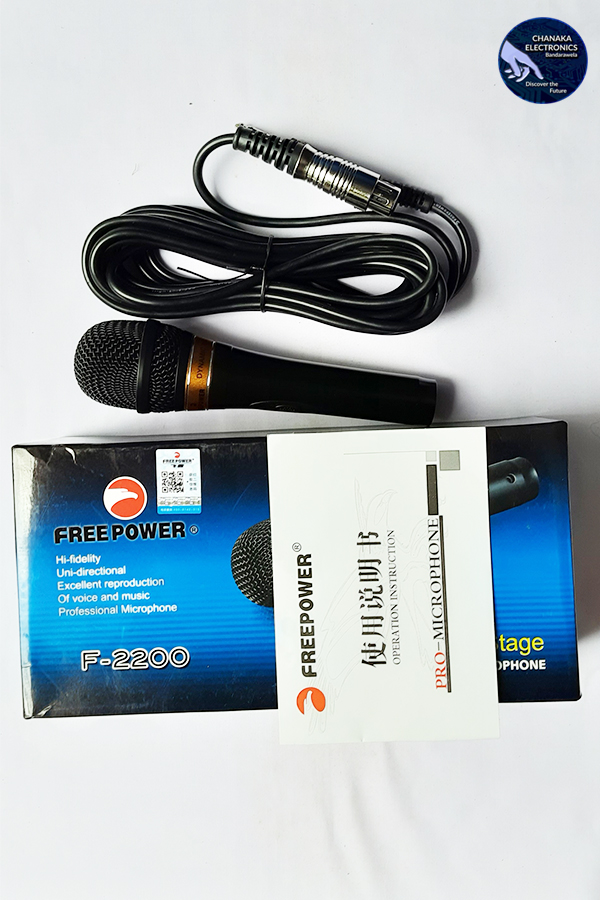 CHANAKA
ELECTRONICS
Bandarawela
Discover the
Future
FREEPOWER
FREEPOWER®
Hi-fidelity
Uni-directional
Excellent reproduction
Of voice and music
Professional Microphone
F-2200
FREEPOWER®
使用说明书
OPERATION INSTRUCTION
PRO-MICROPHONE
tage
OPHONE